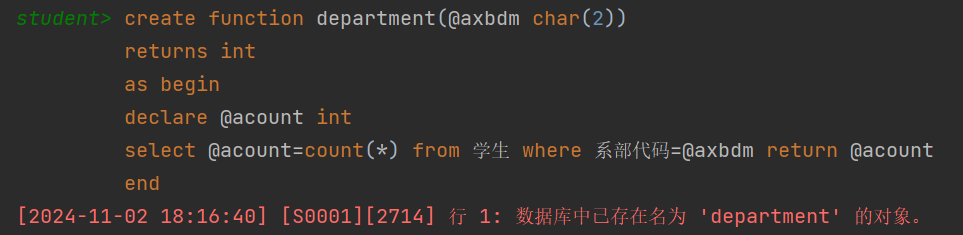 student> create function department(@axbdm char(2))
returns int
as begin
declare @acount int
select @acount=count(*) from 学生 where 系部代码=@axbdm return @acount
end
[2024-11-02 18:16:40] [S0001][2714] 行 1: 数据库中已存在名为 'department' 的对象。